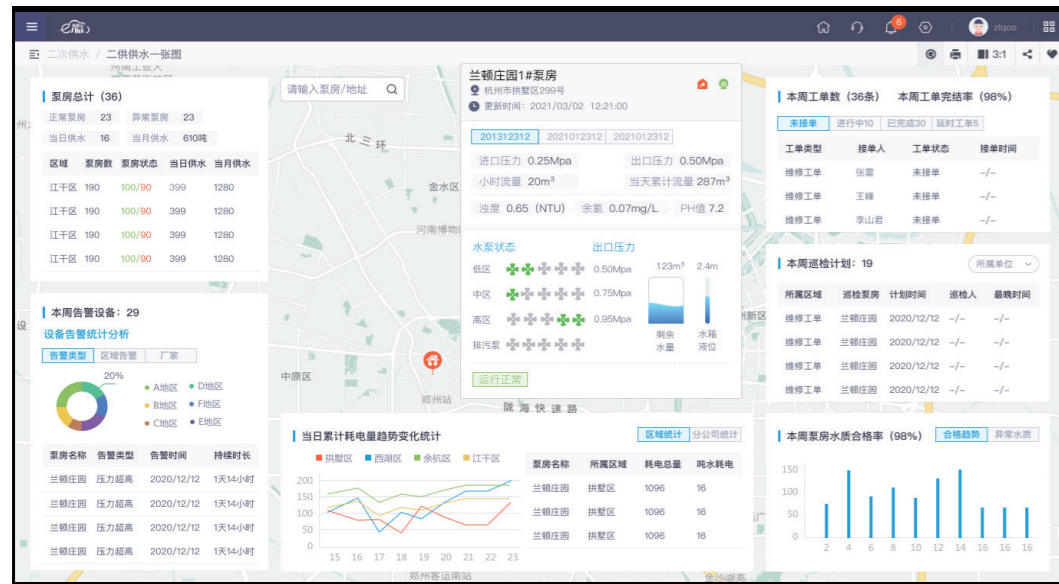 6
zlqoo
二次供水 / 二供供水一张图
3:1
泵房总计（36）
正常泵房 23 异常泵房 23
当日供水 16 当月供水 610吨
区域 泵房数 泵房状态 当日供水 当月供水
江干区 190 100/90 399 1280
江干区 190 100/90 399 1280
江干区 190 100/90 399 1280
江干区 190 100/90 399 1280
本周告警设备：29
设备告警统计分析
告警类型 区域告警 厂家
20%
A地区 D地区
B地区 F地区
C地区 E地区
泵房名称 告警类型 告警时间 持续时长
兰顿庄园 压力超高 2020/12/12 1天14小时
兰顿庄园 压力超高 2020/12/12 1天14小时
兰顿庄园 压力超高 2020/12/12 1天14小时
兰顿庄园 压力超高 2020/12/12 1天14小时
请输入泵房/地址
北三环
金水区
河南博物
中原区
郑州站
陇海快速路
郑州客运南站
金沙湖高
设
州
新区
兰顿庄园1#泵房
杭州市拱墅区299号
更新时间：2021/03/02 12:21:00
201312312 2021012312 2021012312
进口压力 0.25Mpa 出口压力 0.50Mpa
小时流量 20m³ 当天累计流量 287m³
浊度 0.65（NTU） 余氯 0.07mg/L PH值 7.2
水泵状态 出口压力
低区 0.50Mpa 123m³ 2.4m
中区 0.75Mpa
高区 0.95Mpa
排污泵
剩余水量
水箱液位
运行正常
当日累计耗电量趋势变化统计
区域统计 分公司统计
拱墅区 西湖区 余杭区 江干区
200
150
100
50
0
15 16 17 18 19 20 21 22 23
泵房名称 所属区域 耗电总量 吨水耗电
兰顿庄园 拱墅区 1096 16
兰顿庄园 拱墅区 1096 16
兰顿庄园 拱墅区 1096 16
本周工单数（36条） 本周工单完结率（98%）
未接单 进行中10 已完成30 延时工单5
工单类型 接单人 工单状态 接单时间
维修工单 张雷 未接单 -/-
维修工单 王峰 未接单 -/-
维修工单 李山君 未接单 -/-
本周巡检计划：19
所属单位
所属区域 巡检泵房 计划时间 巡检人 最晚时间
维修工单 兰顿庄园 2020/12/12 -/- -/-
维修工单 兰顿庄园 2020/12/12 -/- -/-
维修工单 兰顿庄园 2020/12/12 -/- -/-
维修工单 兰顿庄园 2020/12/12 -/- -/-
本周泵房水质合格率（98%）
合格趋势 异常水质
150
100
50
0
2 4 6 8 10 12 14 16 16 16